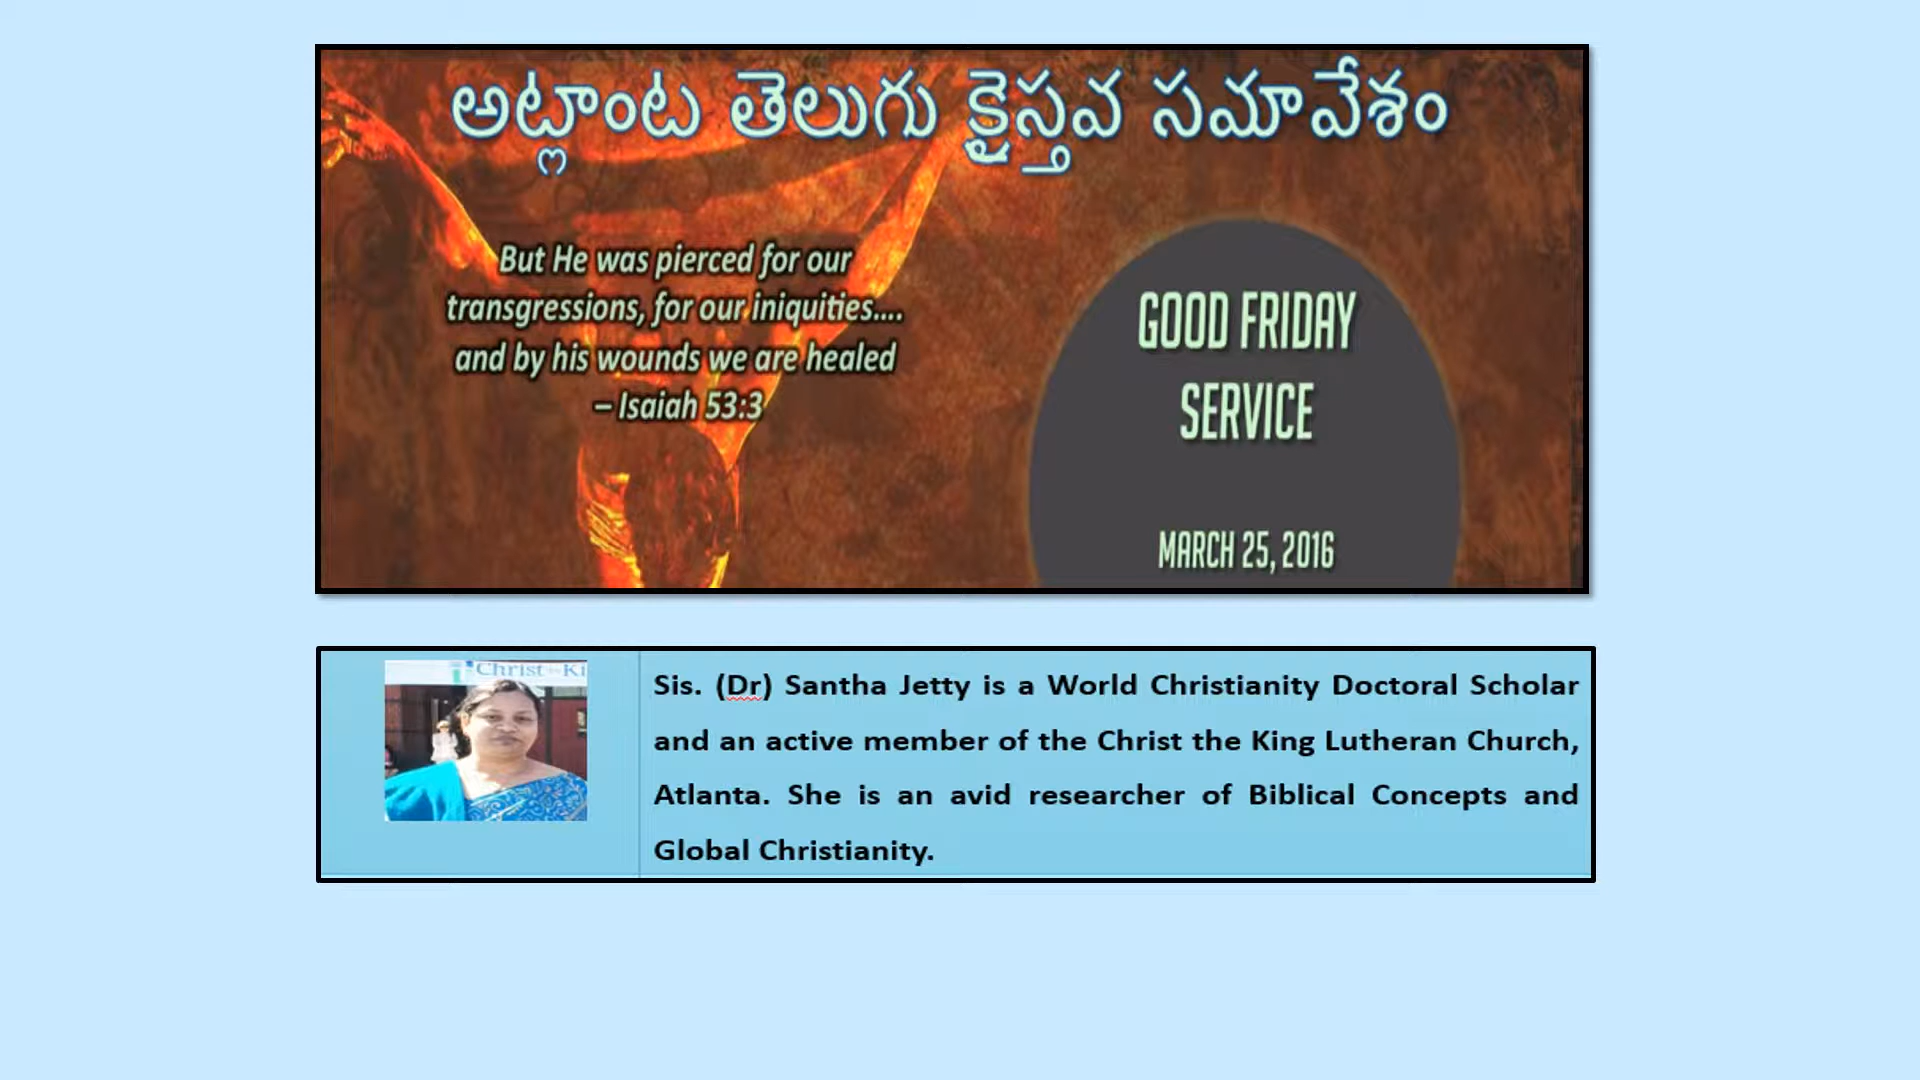 అట్లాంట తెలుగు క్రైస్తవ సమావేశం
But He was pierced for our
transgressions, for our iniquities....
and by his wounds we are healed
– Isaiah 53:3
GOOD FRIDAY
SERVICE
MARCH 25, 2016
Christ Ki
Sis. (Dr) Santha Jetty is a World Christianity Doctoral Scholar
and an active member of the Christ the King Lutheran Church,
Atlanta. She is an avid researcher of Biblical Concepts and
Global Christianity.